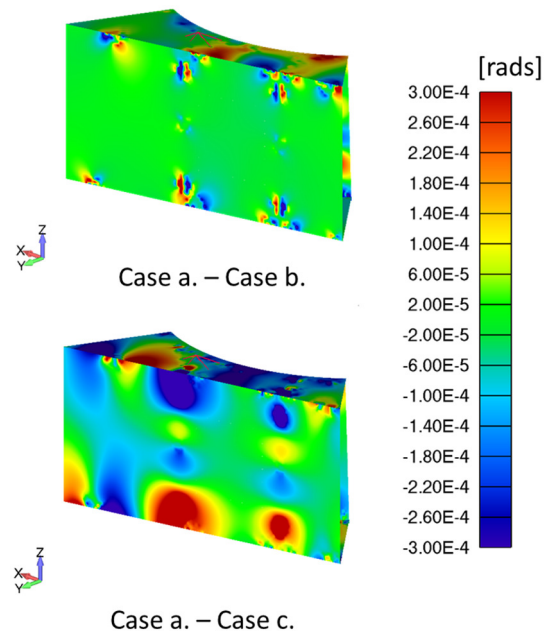 [rads]
3.00E-4
2.60E-4
2.20E-4
1.80E-4
1.40E-4
1.00E-4
6.00E-5
2.00E-5
-2.00E-5
-6.00E-5
-1.00E-4
-1.40E-4
-1.80E-4
-2.20E-4
-2.60E-4
-3.00E-4
Z
X
Y
Case a. – Case b.
Z
X
Y
Case a. – Case c.